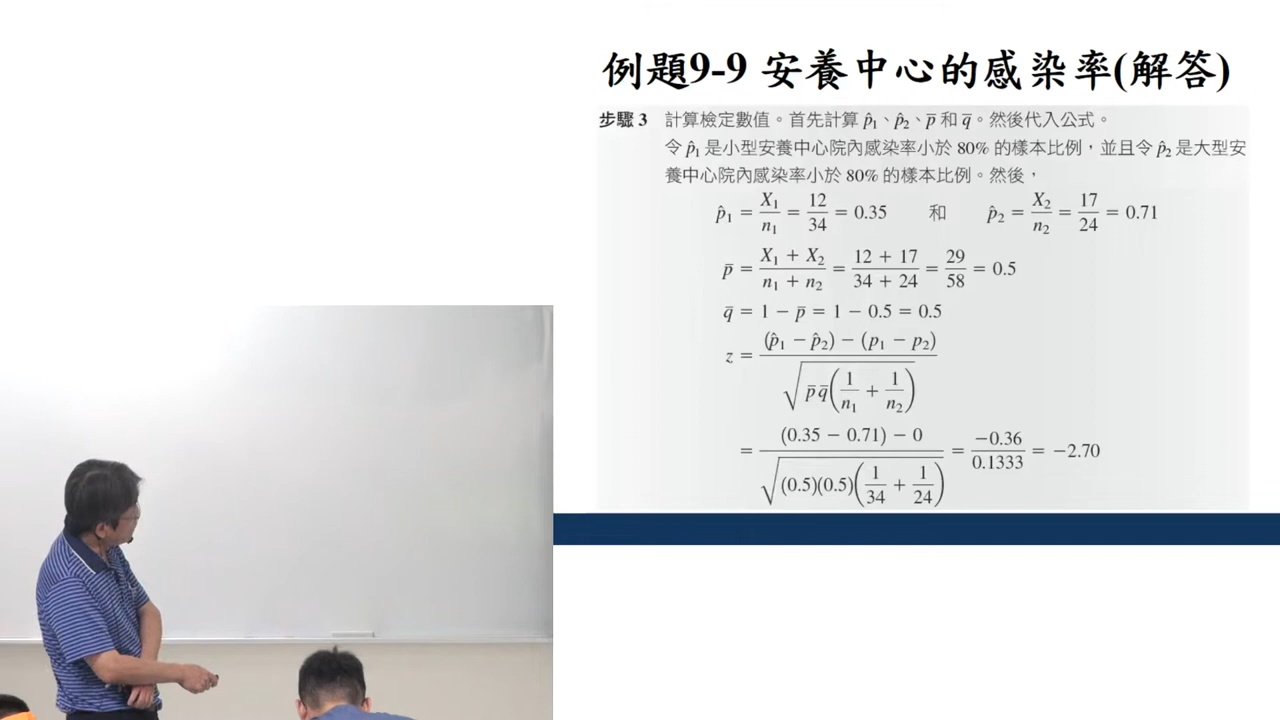 例題9-9 安養中心的感染率(解答)
步驟 3 計算檢定數值。首先計算 p̂₁、p̂₂、p̄ 和 q̄。然後代入公式。
令 p̂₁ 是小型安養中心院內感染率小於 80% 的樣本比例，並且令 p̂₂ 是大型安
養中心院內感染率小於 80% 的樣本比例。然後，
p̂₁ = X₁/n₁ = 12/34 = 0.35 和 p̂₂ = X₂/n₂ = 17/24 = 0.71
p̄ = (X₁ + X₂)/(n₁ + n₂) = (12 + 17)/(34 + 24) = 29/58 = 0.5
q̄ = 1 − p̄ = 1 − 0.5 = 0.5
z = ((p̂₁ − p̂₂) − (p₁ − p₂))/√(p̄ q̄(1/n₁ + 1/n₂))
= ((0.35 − 0.71) − 0)/√((0.5)(0.5)(1/34 + 1/24)) = −0.36/0.1333 = −2.70